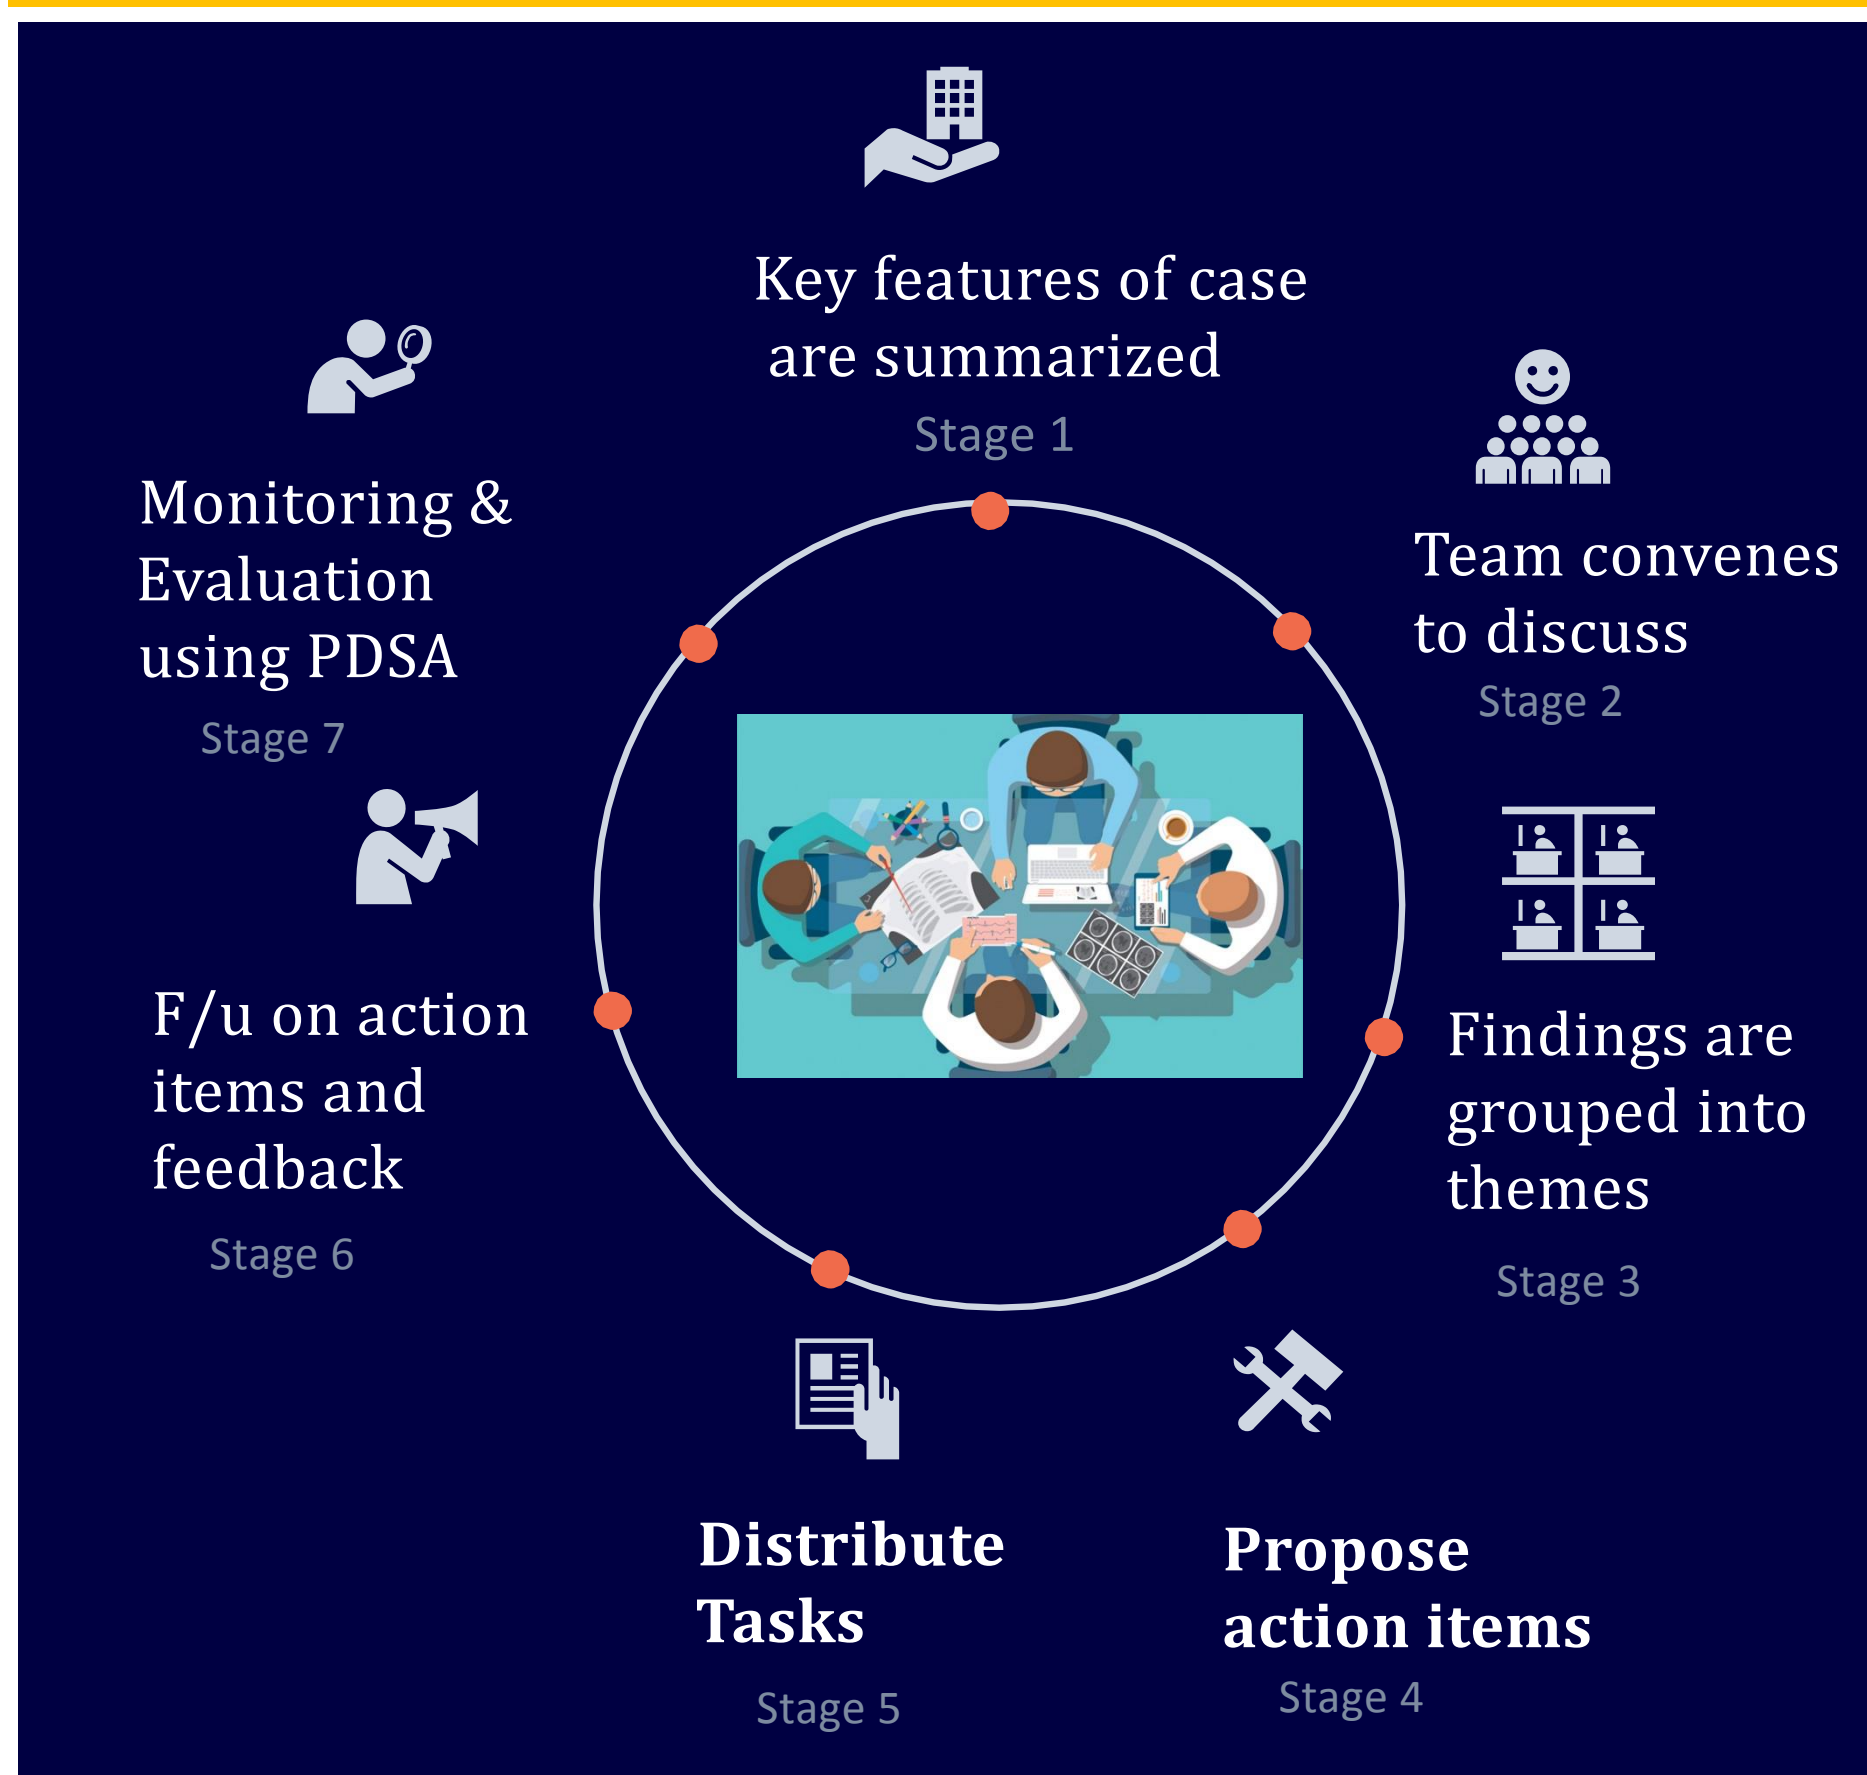 Key features of case
are summarized
Stage 1
Team convenes
to discuss
Stage 2
Findings are
grouped into
themes
Stage 3
Propose
action items
Stage 4
Distribute
Tasks
Stage 5
F/u on action
items and
feedback
Stage 6
Monitoring &
Evaluation
using PDSA
Stage 7